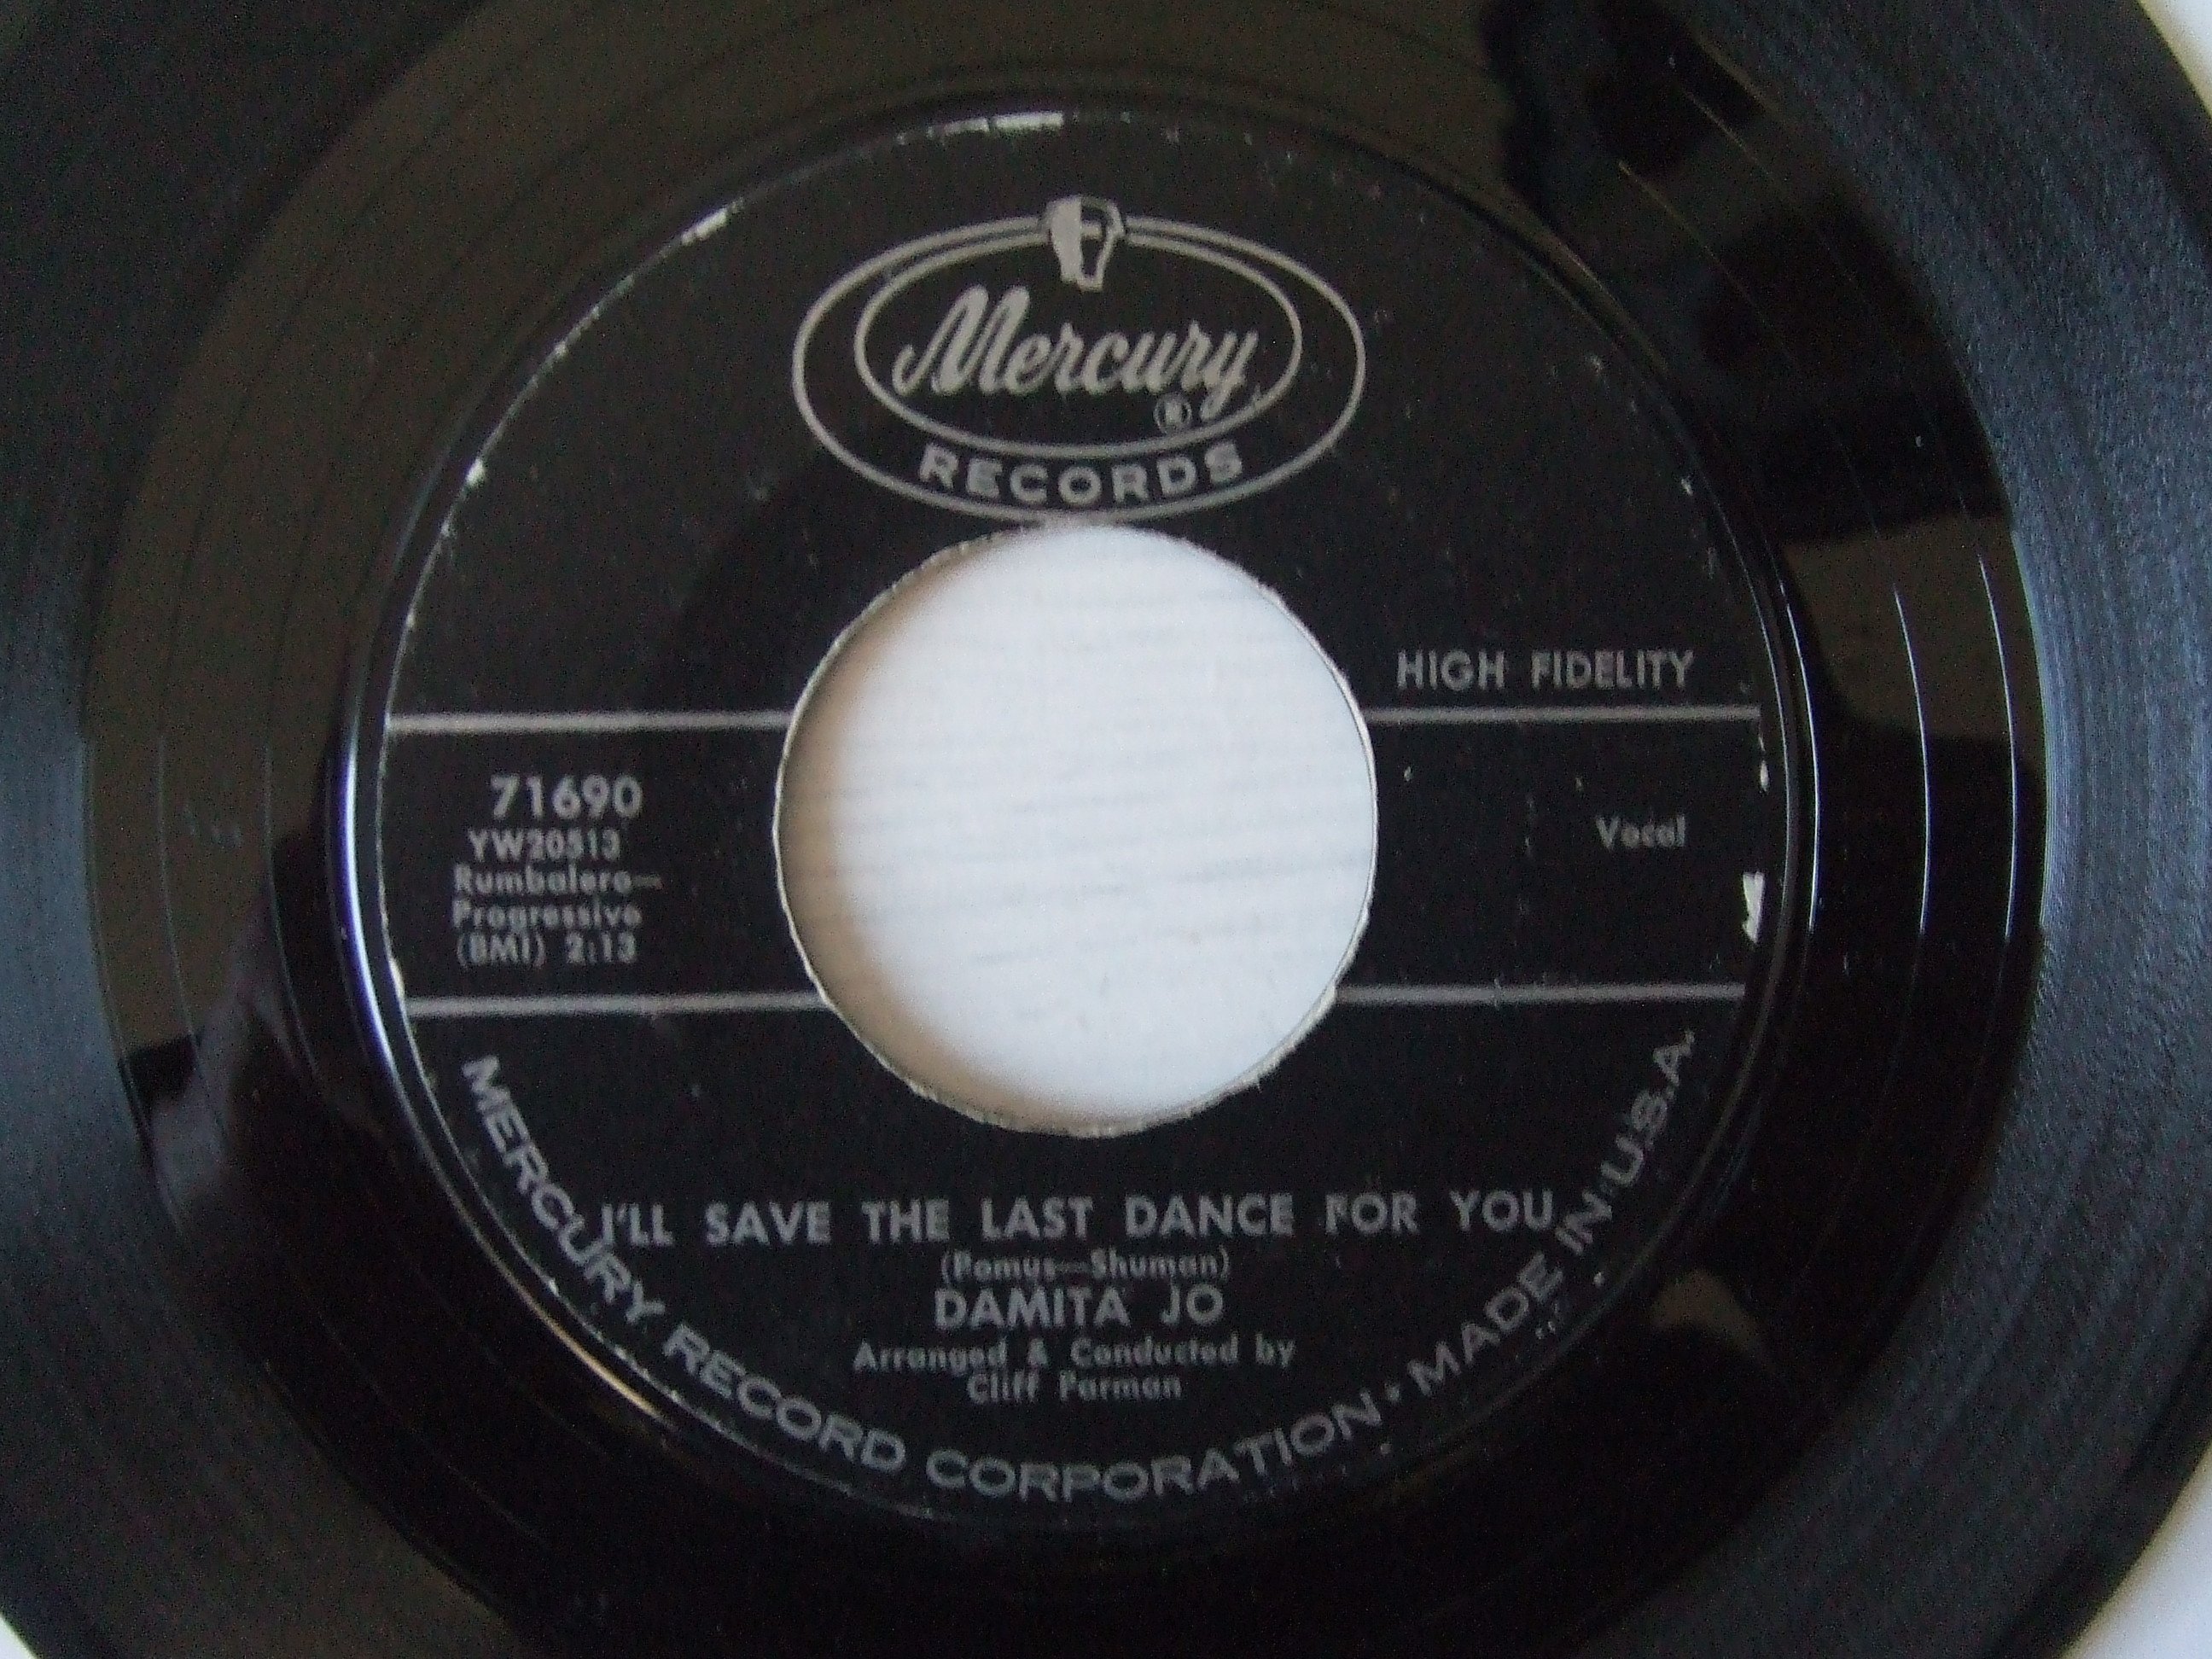 Mercury
®
RECORDS
HIGH FIDELITY
71690
YW20513
Rumbalero—
Progressive
(BMI) 2:13
Vocal
I'LL SAVE THE LAST DANCE FOR YOU
(Pomus—Shuman)
DAMITA JO
Arranged & Conducted by
Cliff Parman
MERCURY RECORD CORPORATION • MADE IN U.S.A.